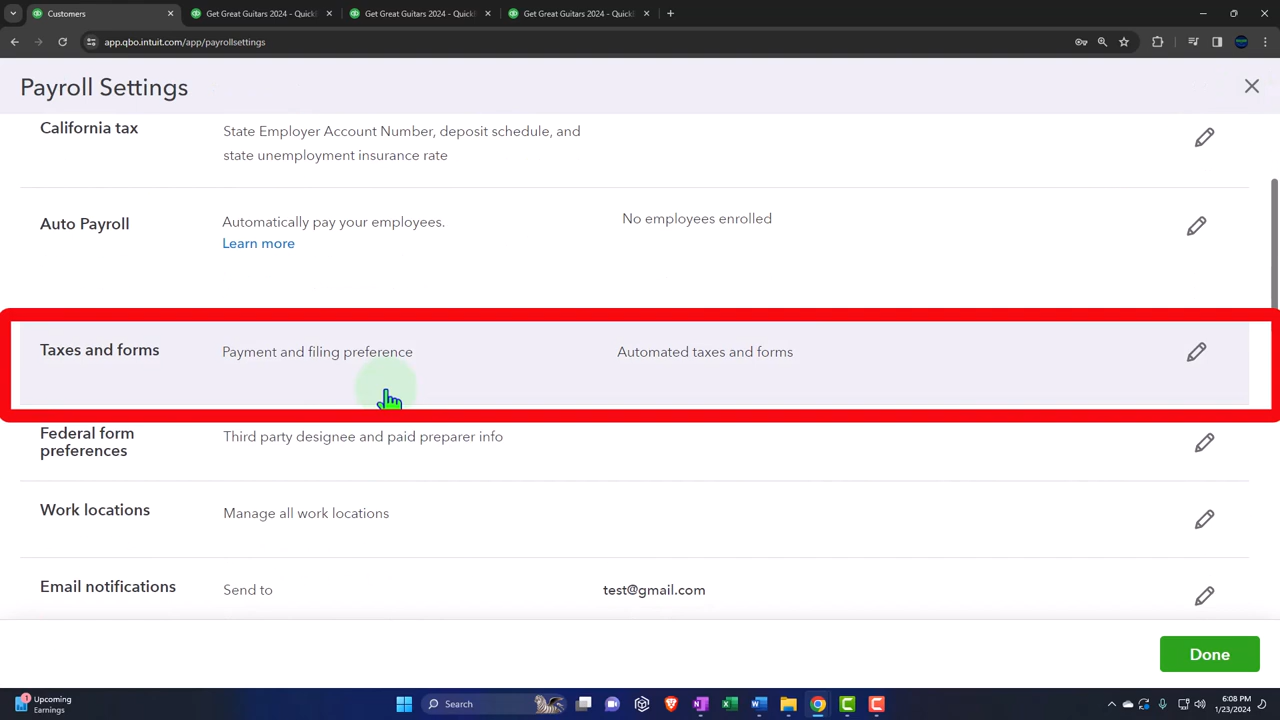 Customers
Get Great Guitars 2024 – Quick
Get Great Guitars 2024 – Quick
Get Great Guitars 2024 – Quick
app.qbo.intuit.com/app/payrollsettings
Payroll Settings
California tax
State Employer Account Number, deposit schedule, and
state unemployment insurance rate
Auto Payroll
Automatically pay your employees.
Learn more
No employees enrolled
Taxes and forms
Payment and filing preference
Automated taxes and forms
Federal form
preferences
Third party designee and paid preparer info
Work locations
Manage all work locations
Email notifications
Send to
test@gmail.com
Done
1
Upcoming
Earnings
Search
6:08 PM
1/23/2024